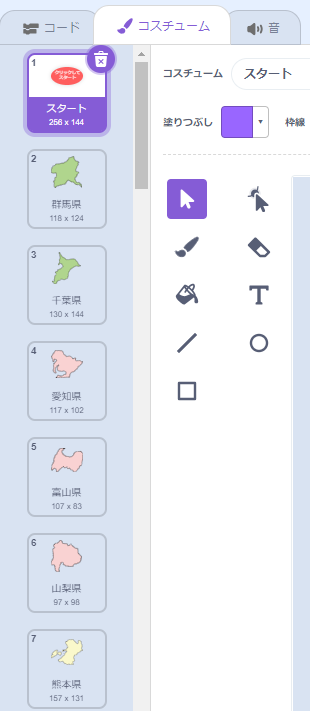 コード
コスチューム
音
1
クリックして
スタート
スタート
256 x 144
コスチューム
スタート
塗りつぶし
枠線
2
群馬県
118 x 124
3
千葉県
130 x 144
4
愛知県
117 x 102
5
富山県
107 x 83
6
山梨県
97 x 98
7
熊本県
157 x 131
T